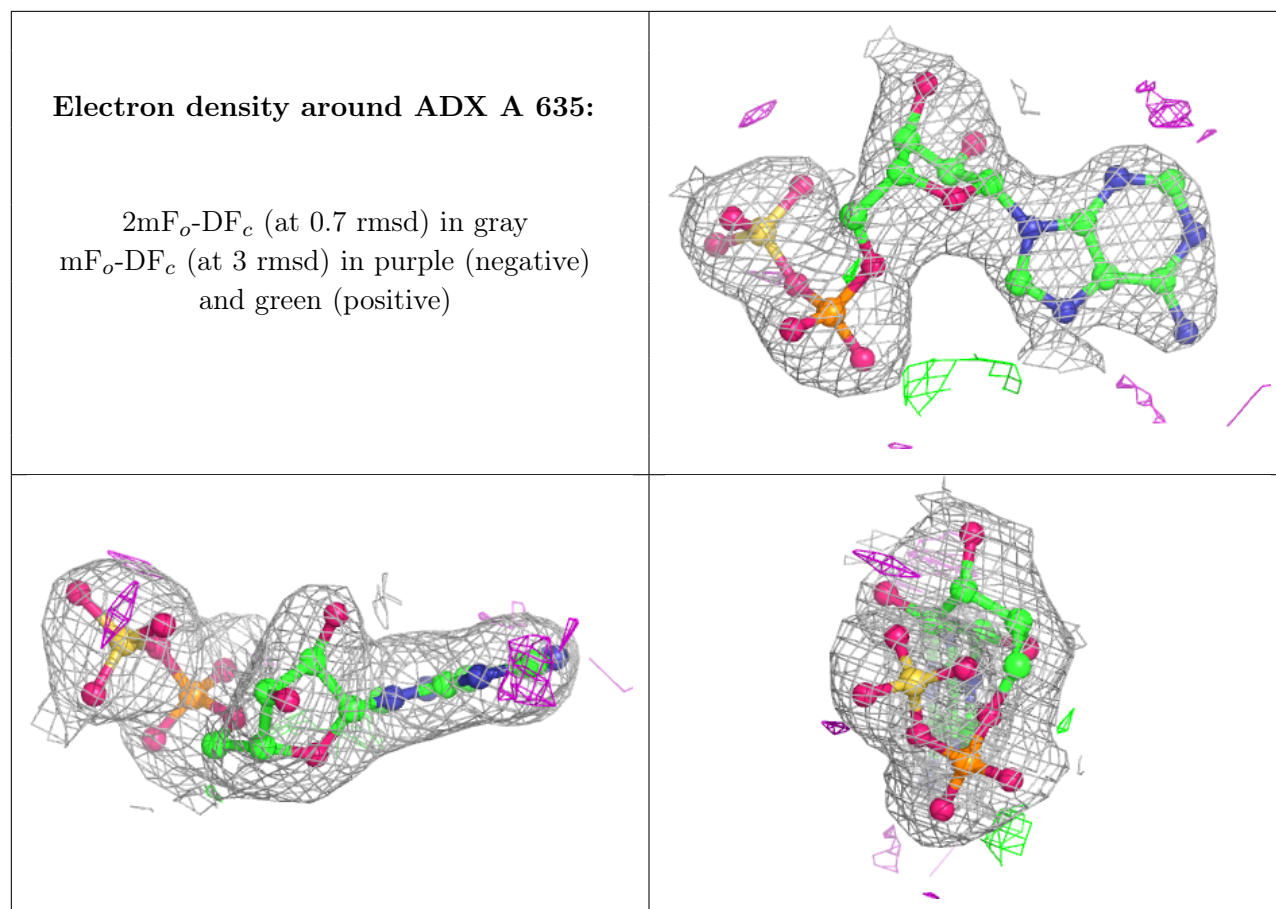 Electron density around ADX A 635:
2mFo-DFc (at 0.7 rmsd) in gray
mFo-DFc (at 3 rmsd) in purple (negative)
and green (positive)